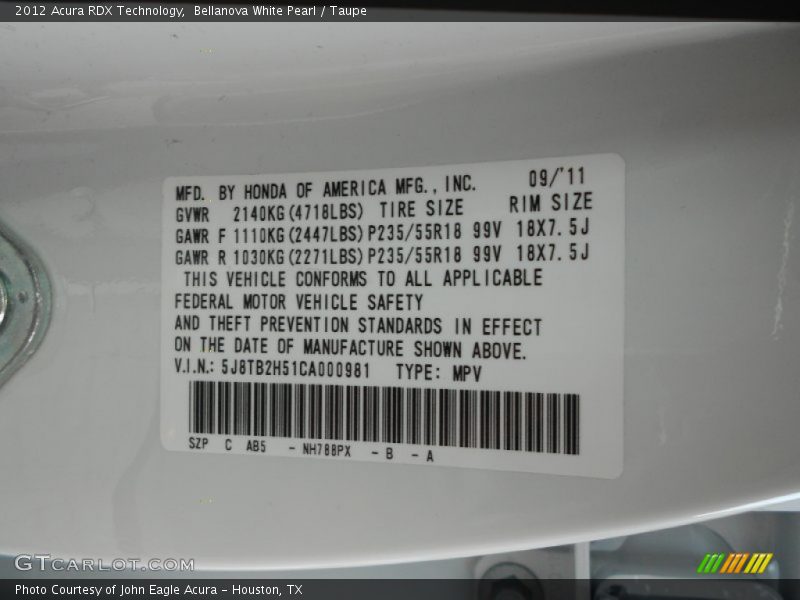 2012 Acura RDX Technology,  Bellanova White Pearl / Taupe
MFD. BY HONDA OF AMERICA MFG., INC. 09/'11
GVWR 2140KG(4718LBS) TIRE SIZE RIM SIZE
GAWR F 1110KG(2447LBS) P235/55R18 99V 18X7.5J
GAWR R 1030KG(2271LBS) P235/55R18 99V 18X7.5J
THIS VEHICLE CONFORMS TO ALL APPLICABLE
FEDERAL MOTOR VEHICLE SAFETY
AND THEFT PREVENTION STANDARDS IN EFFECT
ON THE DATE OF MANUFACTURE SHOWN ABOVE.
V.I.N.: 5J8TB2H51CA000981 TYPE: MPV
SZP C AB5 - NH788PX - B - A
GTCARLOT.COM
Photo Courtesy of John Eagle Acura - Houston, TX